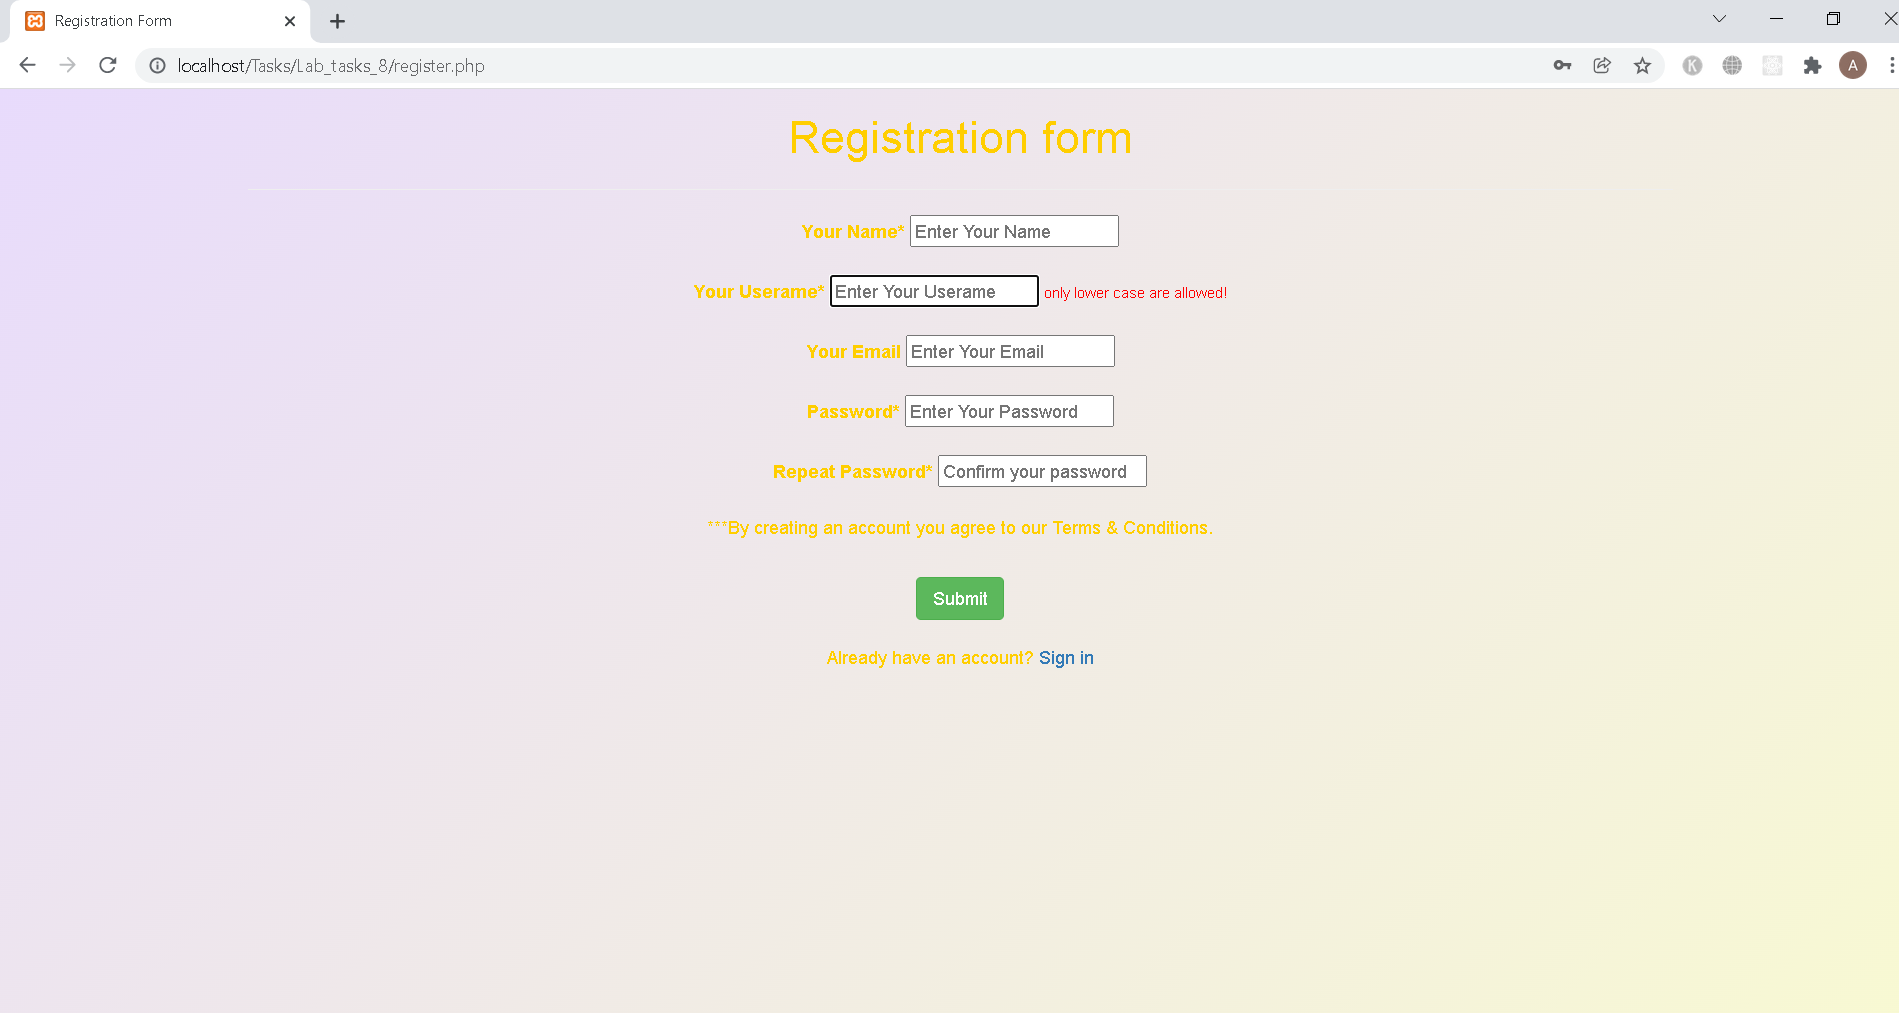 Registration Form
localhost/Tasks/Lab_tasks_8/register.php
K
A
Registration form
Your Name* Enter Your Name
Your Userame* Enter Your Userame only lower case are allowed!
Your Email Enter Your Email
Password* Enter Your Password
Repeat Password* Confirm your password
***By creating an account you agree to our Terms & Conditions.
Submit
Already have an account? Sign in